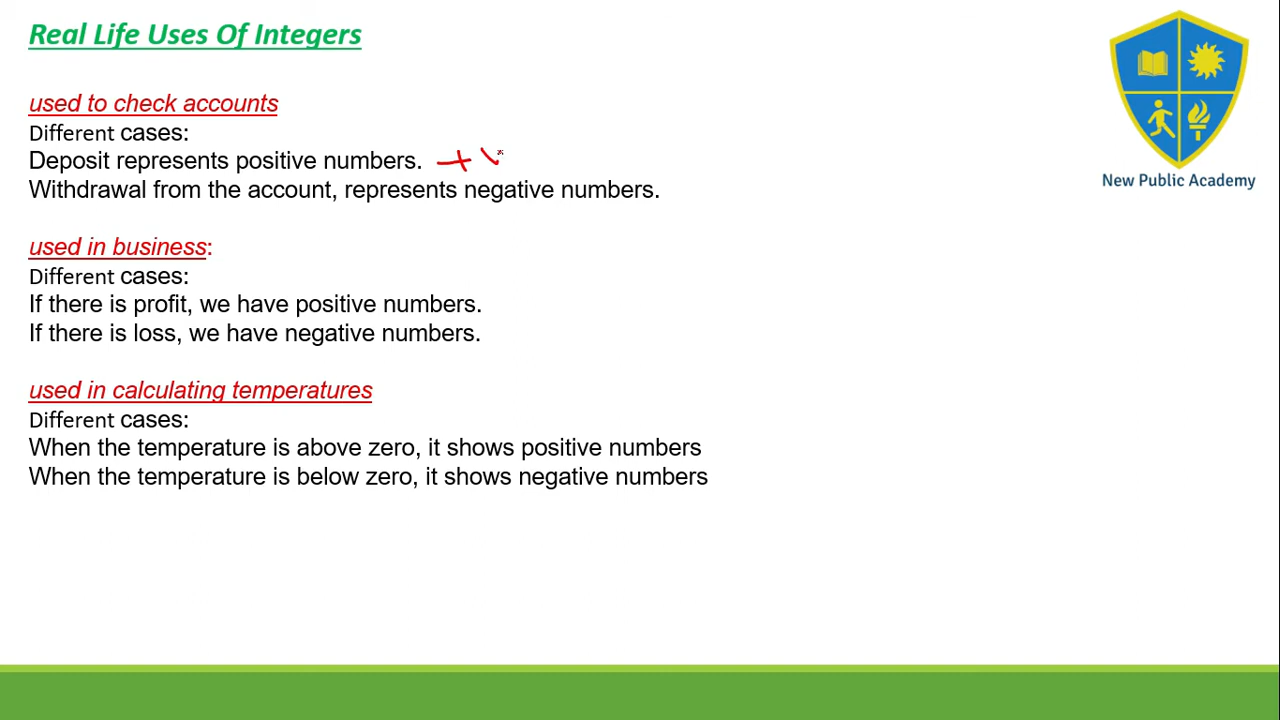 Real Life Uses Of Integers
New Public Academy
used to check accounts
Different cases:
Deposit represents positive numbers. + v
Withdrawal from the account, represents negative numbers.
used in business:
Different cases:
If there is profit, we have positive numbers.
If there is loss, we have negative numbers.
used in calculating temperatures
Different cases:
When the temperature is above zero, it shows positive numbers
When the temperature is below zero, it shows negative numbers